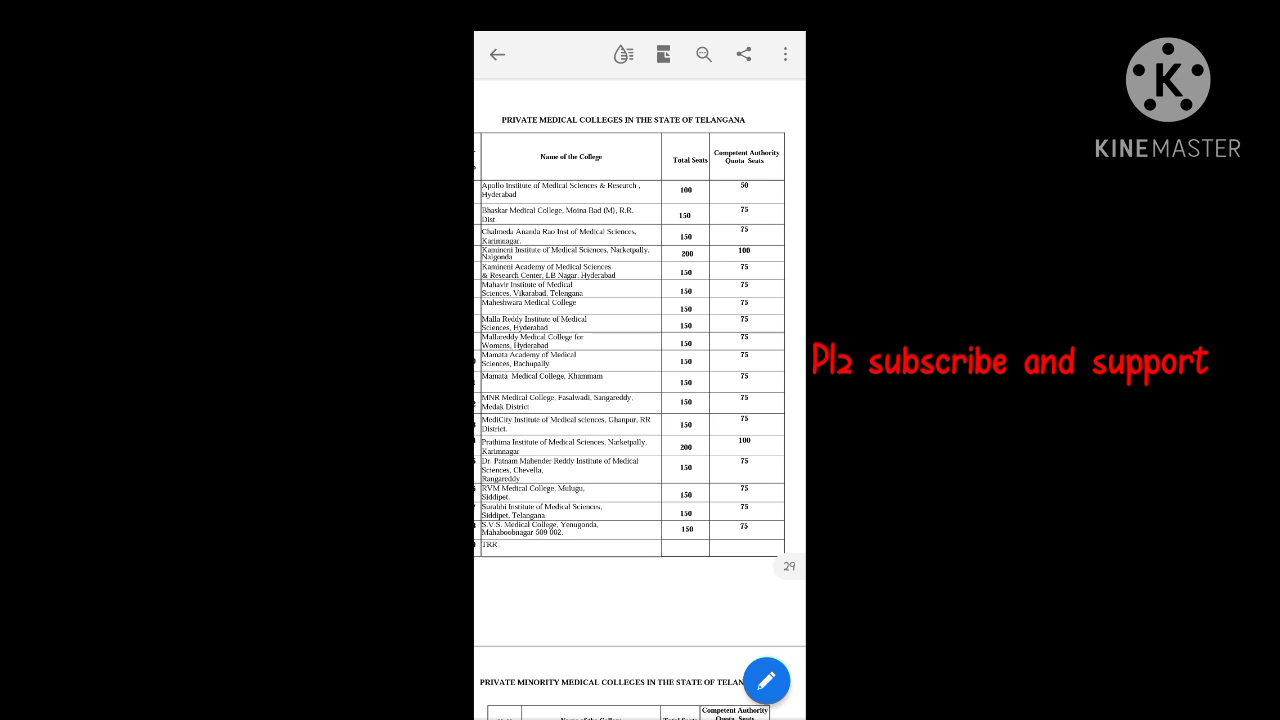 PRIVATE MEDICAL COLLEGES IN THE STATE OF TELANGANA
Name of the College Total Seats Competent Authority
Quota Seats
Apollo Institute of Medical Sciences & Research ,
Hyderabad 100 50
Bhaskar Medical College, Moina Bad (M), R.R.
Dist. 150 75
Chalmeda Ananda Rao Inst of Medical Sciences,
Karimnagar. 150 75
Kamineni Institute of Medical Sciences, Narketpally,
Nalgonda 200 100
Kamineni Academy of Medical Sciences
& Research Center, LB Nagar, Hyderabad 150 75
Mahavir Institute of Medical
Sciences, Vikarabad, Telengana 150 75
Maheshwara Medical College 150 75
Malla Reddy Institute of Medical
Sciences, Hyderabad 150 75
Mallareddy Medical College for
Womens, Hyderabad 150 75
Mamata Academy of Medical
Sciences, Bachupally 150 75
Mamata Medical College, Khammam 150 75
MNR Medical College, Fasalwadi, Sangareddy,
Medak District 150 75
MediCity Institute of Medical sciences, Ghanpur, RR
District. 150 75
Prathima Institute of Medical Sciences, Narketpally,
Karimnagar 200 100
Dr. Patnam Mahender Reddy Institute of Medical
Sciences, Chevella,
Rangareddy 150 75
RVM Medical College, Mulugu,
Siddipet. 150 75
Surabhi Institute of Medical Sciences,
Siddipet, Telangana 150 75
S.V.S. Medical College, Yenugonda,
Mahaboobnagar-509 002. 150 75
TRR
29
PRIVATE MINORITY MEDICAL COLLEGES IN THE STATE OF TELAN
Name of the College Total Seats Competent Authority
Quota Seats
KINEMASTER
Plz subscribe and support